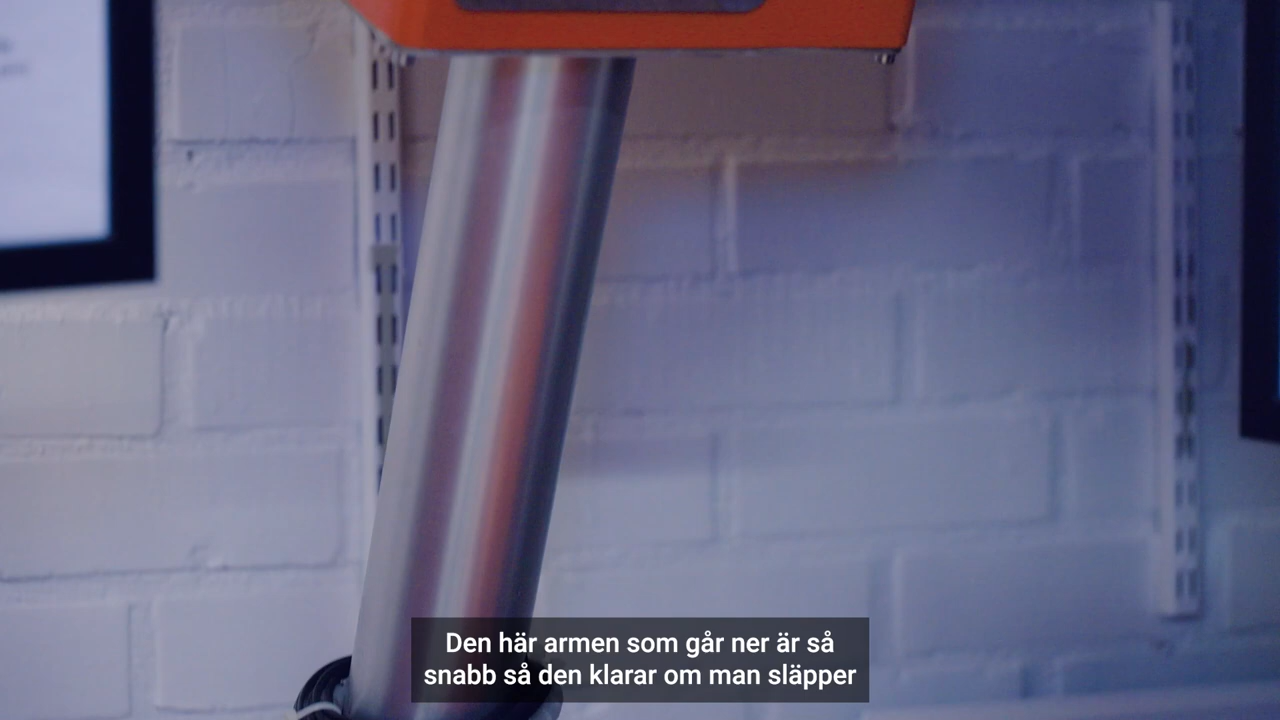 Den här armen som går ner är så
snabb så den klarar om man släpper